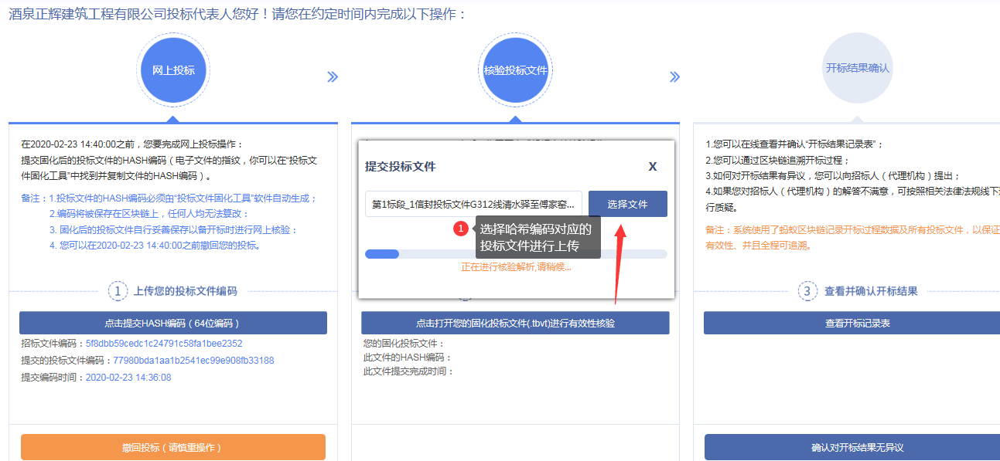 酒泉正辉建筑工程有限公司投标代表人您好！请您在约定时间内完成以下操作：
网上投标
核验投标文件
开标结果确认
在2020-02-23 14:40:00之前，您要完成网上投标操作：
提交固化后的投标文件的HASH编码（电子文件的指纹，你可以在“投标文
件固化工具”中找到并复制文件的HASH编码）。
备注：1.投标文件的HASH编码必须由“投标文件固化工具”软件自动生成；
2.编码将被保存在区块链上，任何人均无法篡改；
3. 固化后的投标文件自行妥善保存以备开标时进行网上核验；
4. 您可以在2020-02-23 14:40:00之前撤回您的投标。
1 上传您的投标文件编码
点击提交HASH编码（64位编码）
招标文件编码：5f8dbb59cedc1c24791c58fa1bee2352
提交的投标文件编码：77980bda1aa1b2541ec99e908fb33188
提交编码时间：2020-02-23 14:36:08
撤回投标（请慎重操作）
提交投标文件 X
第1标段_1信封投标文件G312线清水驿至傅家窑...
选择文件
1 选择哈希编码对应的
投标文件进行上传
正在进行核验解析,请稍候...
点击打开您的固化投标文件(.tbvt)进行有效性核验
您的固化投标文件：
此文件的HASH编码：
此文件提交完成时间：
1.您可以在线查看并确认“开标结果记录表”；
2.您可以通过区块链追溯开标过程；
3.如何对开标结果有异议，您可以向招标人（代理机构）提出；
4.如果您对招标人（代理机构）的解答不满意，可按照相关法律法规线下
行质疑。
备注：系统使用了蚂蚁区块链记录开标过程数据及所有投标文件，以保证
有效性、并且全程可追溯。
3 查看并确认开标结果
查看开标记录表
确认对开标结果无异议